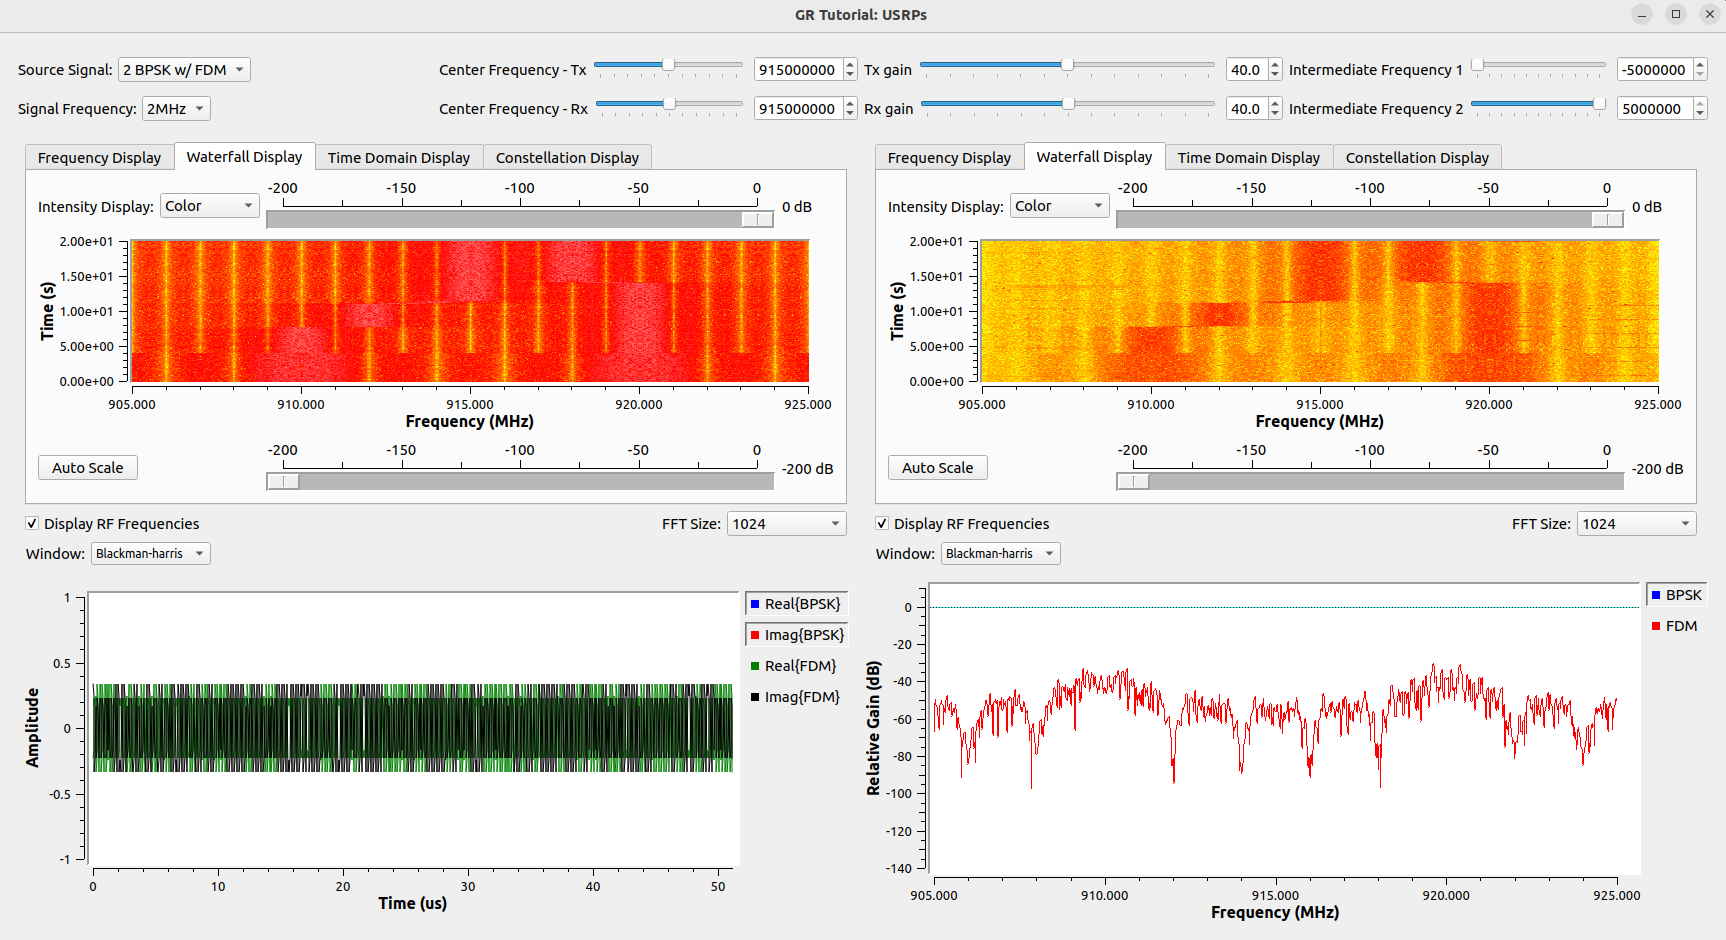 GR Tutorial: USRPs
Source Signal: 2 BPSK w/ FDM Center Frequency - Tx 915000000 Tx gain 40.0 Intermediate Frequency 1 -5000000
Signal Frequency: 2MHz Center Frequency - Rx 915000000 Rx gain 40.0 Intermediate Frequency 2 5000000
Frequency Display Waterfall Display Time Domain Display Constellation Display
-200 -150 -100 -50 0
Intensity Display: Color 0 dB
2.00e+01
1.50e+01
1.00e+01
5.00e+00
0.00e+00
Time (s)
905.000 910.000 915.000 920.000 925.000
Frequency (MHz)
-200 -150 -100 -50 0
Auto Scale -200 dB
Display RF Frequencies FFT Size: 1024
Window: Blackman-harris
Frequency Display Waterfall Display Time Domain Display Constellation Display
-200 -150 -100 -50 0
Intensity Display: Color 0 dB
2.00e+01
1.50e+01
1.00e+01
5.00e+00
0.00e+00
Time (s)
905.000 910.000 915.000 920.000 925.000
Frequency (MHz)
-200 -150 -100 -50 0
Auto Scale -200 dB
Display RF Frequencies FFT Size: 1024
Window: Blackman-harris
1
0.5
0
-0.5
-1
Amplitude
0 10 20 30 40 50
Time (us)
Real{BPSK}
Imag{BPSK}
Real{FDM}
Imag{FDM}
0
-20
-40
-60
-80
-100
-120
-140
Relative Gain (dB)
905.000 910.000 915.000 920.000 925.000
Frequency (MHz)
BPSK
FDM